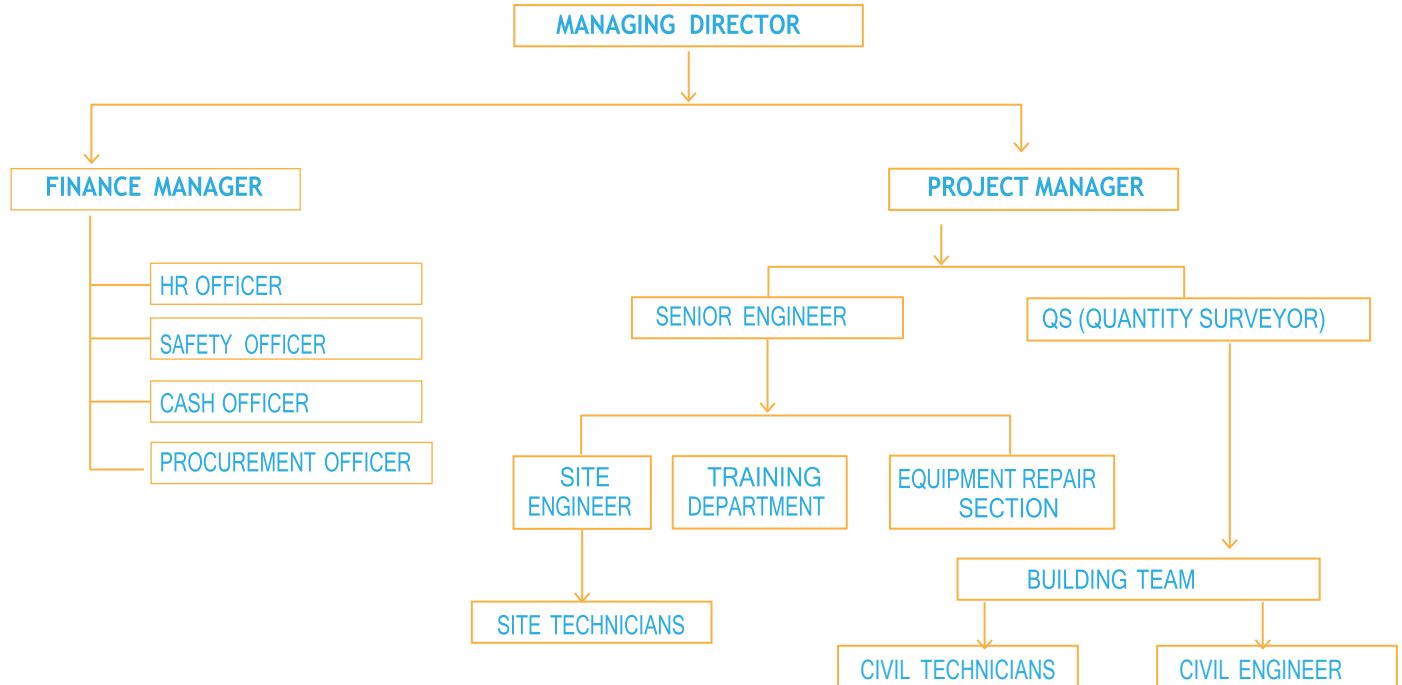 MANAGING DIRECTOR
FINANCE MANAGER
PROJECT MANAGER
HR OFFICER
SAFETY OFFICER
CASH OFFICER
PROCUREMENT OFFICER
SENIOR ENGINEER
QS (QUANTITY SURVEYOR)
SITE
ENGINEER
TRAINING
DEPARTMENT
EQUIPMENT REPAIR
SECTION
SITE TECHNICIANS
BUILDING TEAM
CIVIL TECHNICIANS
CIVIL ENGINEER